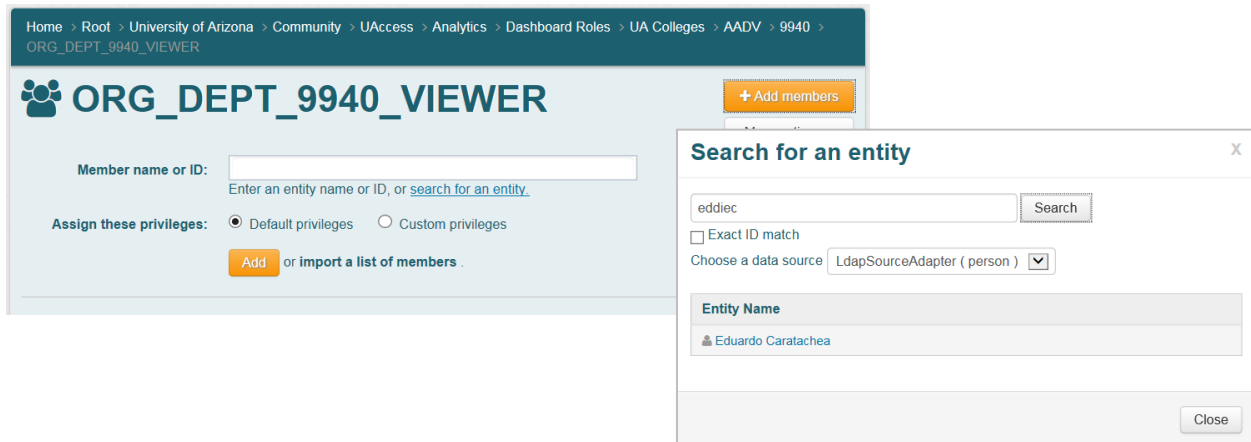 Home > Root > University of Arizona > Community > UAccess > Analytics > Dashboard Roles > UA Colleges > AADV > 9940 >
ORG_DEPT_9940_VIEWER
ORG_DEPT_9940_VIEWER
+ Add members
Member name or ID:
Enter an entity name or ID, or search for an entity.
Assign these privileges:
Default privileges
Custom privileges
Add or import a list of members .
Search for an entity
X
eddiec
Search
Exact ID match
Choose a data source
LdapSourceAdapter ( person )
Entity Name
Eduardo Caratachea
Close